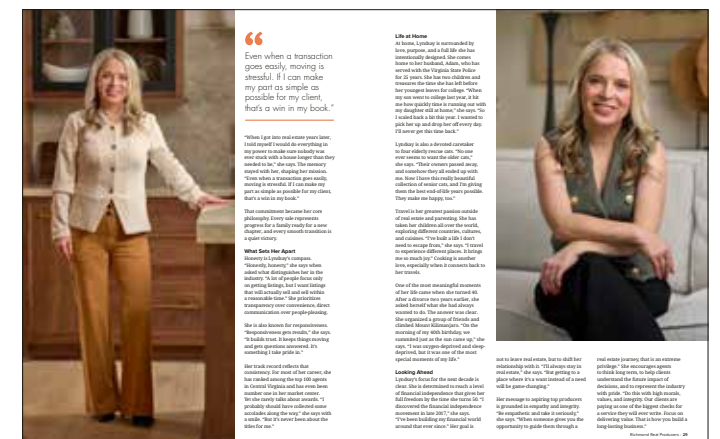 “
Even when a transaction
goes easily, moving is
stressful. If I can make
my part as simple as
possible for my client,
that's a win in my book."
"When I got into real estate years later,
I told myself I would do everything in
my power to make sure nobody was
ever stuck with a house longer than they
needed to be," she says. The memory
stayed with her, shaping her mission.
"Even when a transaction goes easily,
moving is stressful. If I can make my
part as simple as possible for my client,
that's a win in my book."
That commitment became her core
philosophy. Every sale represents
progress for a family ready for a new
chapter, and every smooth transition is
a quiet victory.
What Sets Her Apart
Honesty is Lyndsay's compass.
"Honestly, honesty," she says when
asked what distinguishes her in the
industry. "A lot of people focus only
on getting listings, but I want listings
that will actually sell and sell within
a reasonable time." She prioritizes
transparency over convenience, direct
communication over people-pleasing.
She is also known for responsiveness.
"Responsiveness gets results," she says.
"It builds trust. It keeps things moving
and gets questions answered. It's
something I take pride in."
Her track record reflects that
consistency. For most of her career, she
has ranked among the top 100 agents
in Central Virginia and has even been
number one in her market center.
Yet she rarely talks about awards. "I
probably should have collected some
accolades along the way," she says with
a smile. "But it's never been about the
titles for me."
Life at Home
At home, Lyndsay is surrounded by
love, purpose, and a full life she has
intentionally designed. She comes
home to her husband, Adam, who has
served with the Virginia State Police
for 25 years. She has two children and
treasures the time she has left before
her youngest leaves for college. "When
my son went to college last year, it hit
me how quickly time is running out with
my daughter still at home," she says. "So
I scaled back a bit this year. I wanted to
pick her up and drop her off every day.
I'll never get this time back."
Lyndsay is also a devoted caretaker
to four elderly rescue cats. "No one
ever seems to want the older cats,"
she says. "Their owners passed away,
and somehow they all ended up with
me. Now I have this really beautiful
collection of senior cats, and I'm giving
them the best end-of-life years possible.
They make me happy, too."
Travel is her greatest passion outside
of real estate and parenting. She has
taken her children all over the world,
exploring different countries, cultures,
and cuisines. "I've built a life I don't
need to escape from," she says. "I travel
to experience different places. It brings
me so much joy." Cooking is another
love, especially when it connects back to
her travels.
One of the most meaningful moments
of her life came when she turned 40.
After a divorce two years earlier, she
asked herself what she had always
wanted to do. The answer was clear.
She organized a group of friends and
climbed Mount Kilimanjaro. "On the
morning of my 40th birthday, we
summited just as the sun came up," she
says. "I was oxygen-deprived and sleep-
deprived, but it was one of the most
special moments of my life."
Looking Ahead
Lyndsay's focus for the next decade is
clear. She is determined to reach a level
of financial independence that gives her
full freedom by the time she turns 50. "I
discovered the financial independence
movement in late 2017," she says.
"I've been building my financial world
around that ever since." Her goal is
not to leave real estate, but to shift her
relationship with it. "I'll always stay in
real estate," she says. "But getting to a
place where it's a want instead of a need
will be game-changing."
Her message to aspiring top producers
is grounded in empathy and integrity.
"Be empathetic and take it seriously,"
she says. "When someone gives you the
opportunity to guide them through a
real estate journey, that is an extreme
privilege." She encourages agents
to think long term, to help clients
understand the future impact of
decisions, and to represent the industry
with pride. "Do this with high morals,
values, and integrity. Our clients are
paying us one of the biggest checks for
a service they will ever write. Focus on
delivering value. That is how you build a
long-lasting business."
Richmond Real Producers · 29